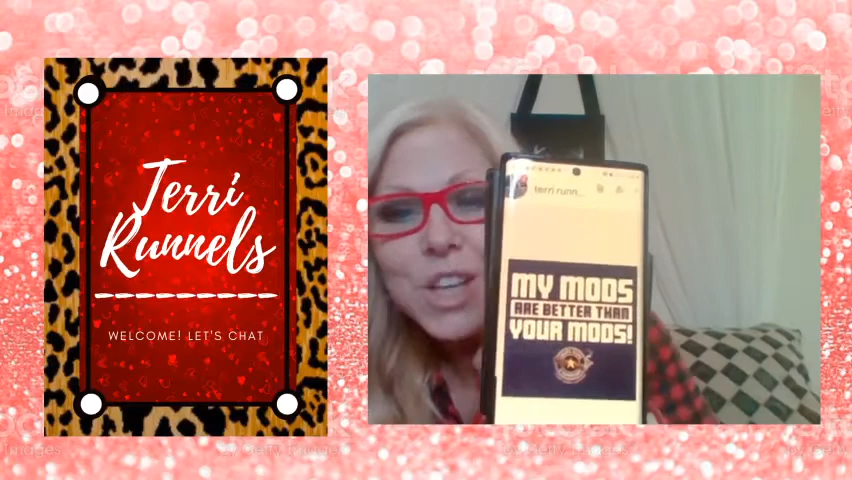 Terri
Runnels
WELCOME! LET'S CHAT
terri runn...
MY MODS
ARE BETTER THAN
YOUR MODS!